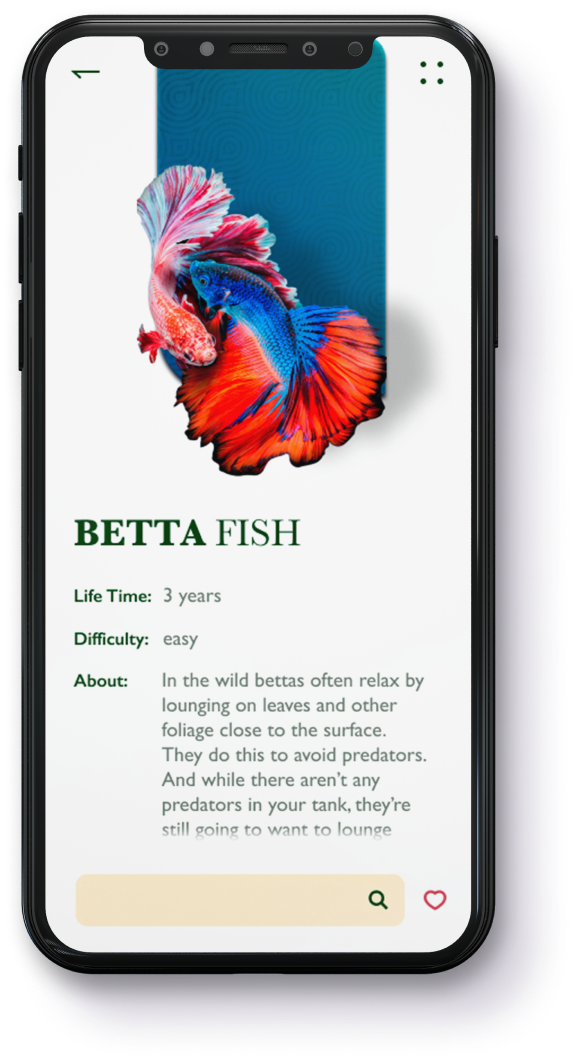 BETTA FISH
Life Time: 3 years
Difficulty: easy
About: In the wild bettas often relax by
lounging on leaves and other
foliage close to the surface.
They do this to avoid predators.
And while there aren’t any
predators in your tank, they’re
still going to want to lounge